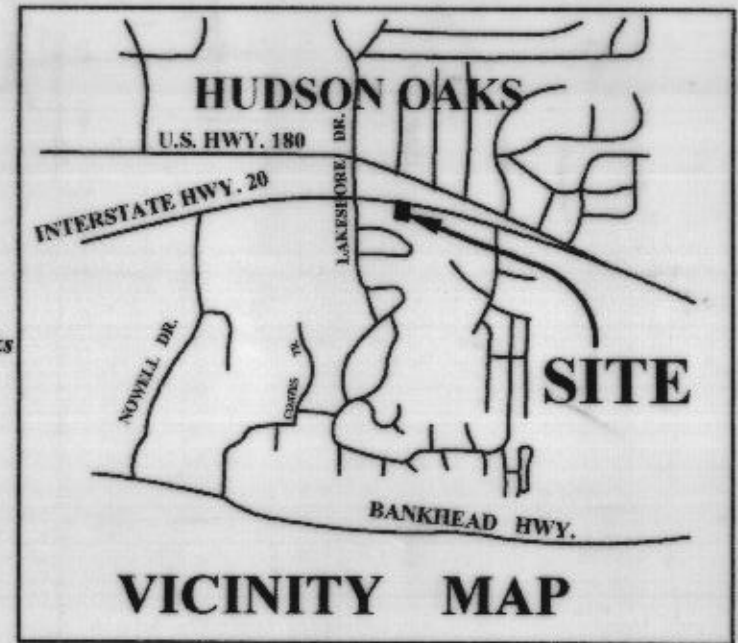 HUDSON OAKS
U.S. HWY. 180
INTERSTATE HWY. 20
LAKESHORE DR.
NOWELL DR.
SITE
BANKHEAD HWY.
VICINITY MAP